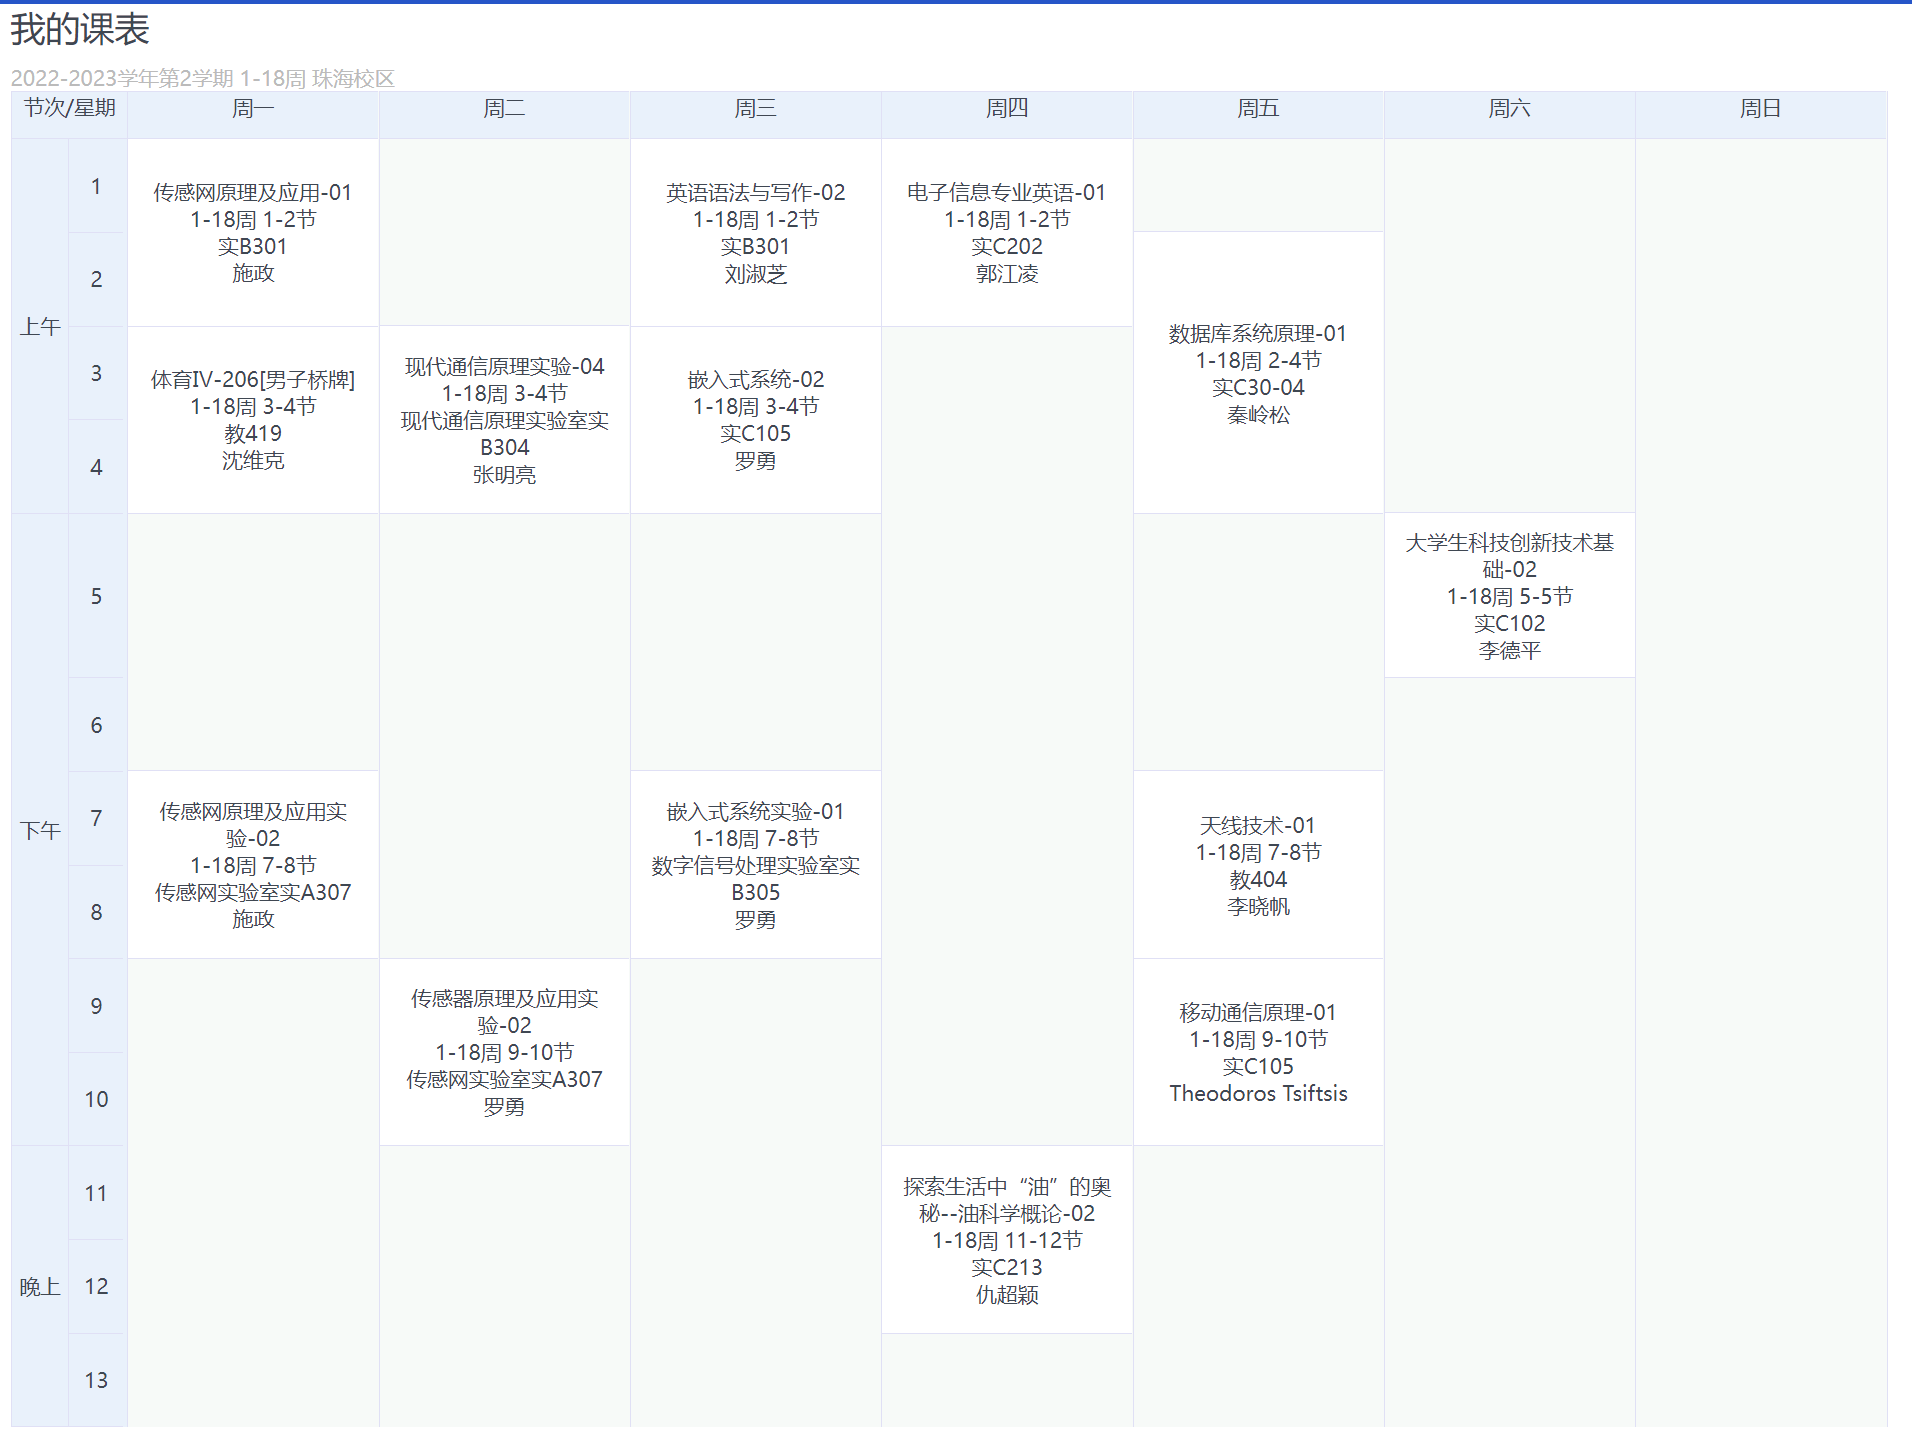 我的课表
2022-2023学年第2学期 1-18周 珠海校区
节次/星期 周一 周二 周三 周四 周五 周六 周日
上午
1
2
3
4
传感网原理及应用-01
1-18周 1-2节
实B301
施政
英语语法与写作-02
1-18周 1-2节
实B301
刘淑芝
电子信息专业英语-01
1-18周 1-2节
实C202
郭江凌
数据库系统原理-01
1-18周 2-4节
实C30-04
秦岭松
体育IV-206[男子桥牌]
1-18周 3-4节
教419
沈维克
现代通信原理实验-04
1-18周 3-4节
现代通信原理实验室实
B304
张明亮
嵌入式系统-02
1-18周 3-4节
实C105
罗勇
下午
5
6
7
8
9
10
大学生科技创新技术基
础-02
1-18周 5-5节
实C102
李德平
传感网原理及应用实
验-02
1-18周 7-8节
传感网实验室实A307
施政
嵌入式系统实验-01
1-18周 7-8节
数字信号处理实验室实
B305
罗勇
天线技术-01
1-18周 7-8节
教404
李晓帆
传感器原理及应用实
验-02
1-18周 9-10节
传感网实验室实A307
罗勇
移动通信原理-01
1-18周 9-10节
实C105
Theodoros Tsiftsis
晚上
11
12
13
探索生活中“油”的奥
秘--油科学概论-02
1-18周 11-12节
实C213
仇超颖